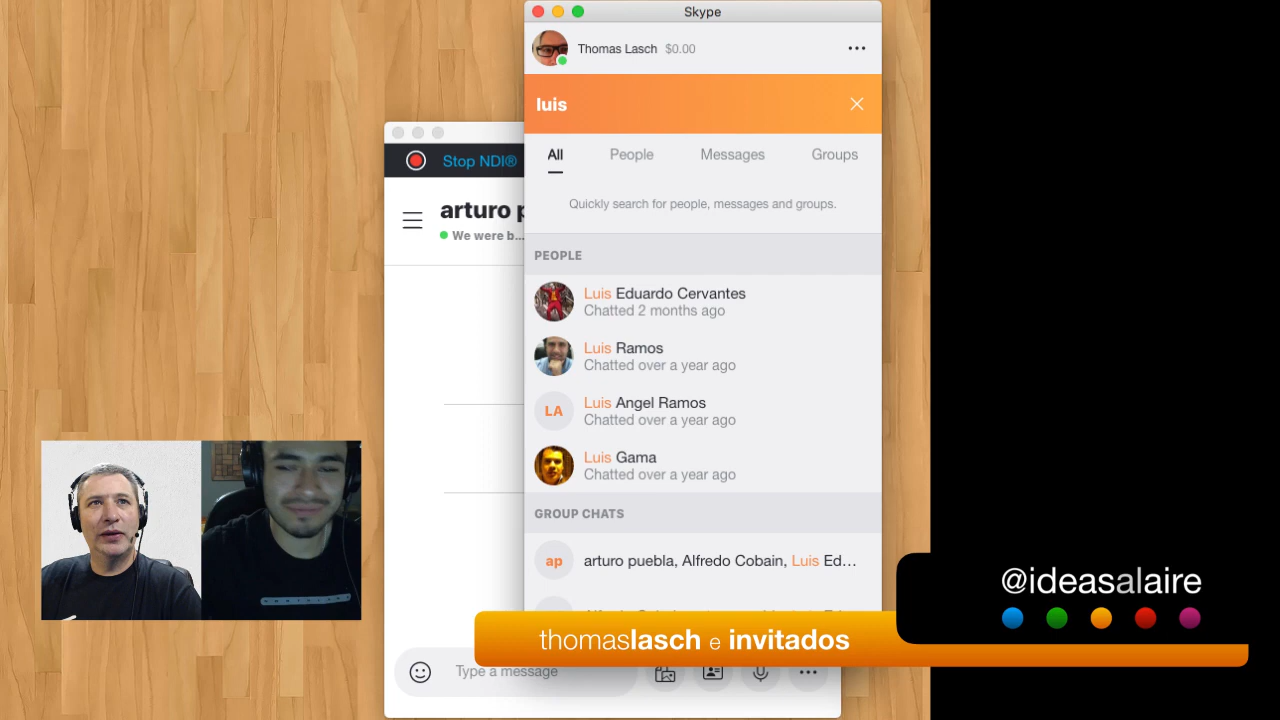 Skype
Thomas Lasch $0.00
luis
All People Messages Groups
Quickly search for people, messages and groups.
Stop NDI®
arturo p
We were b...
PEOPLE
Luis Eduardo Cervantes
Chatted 2 months ago
Luis Ramos
Chatted over a year ago
LA
Luis Angel Ramos
Chatted over a year ago
Luis Gama
Chatted over a year ago
GROUP CHATS
ap
arturo puebla, Alfredo Cobain, Luis Ed...
@ideasalaire
thomaslasch e invitados
Type a message